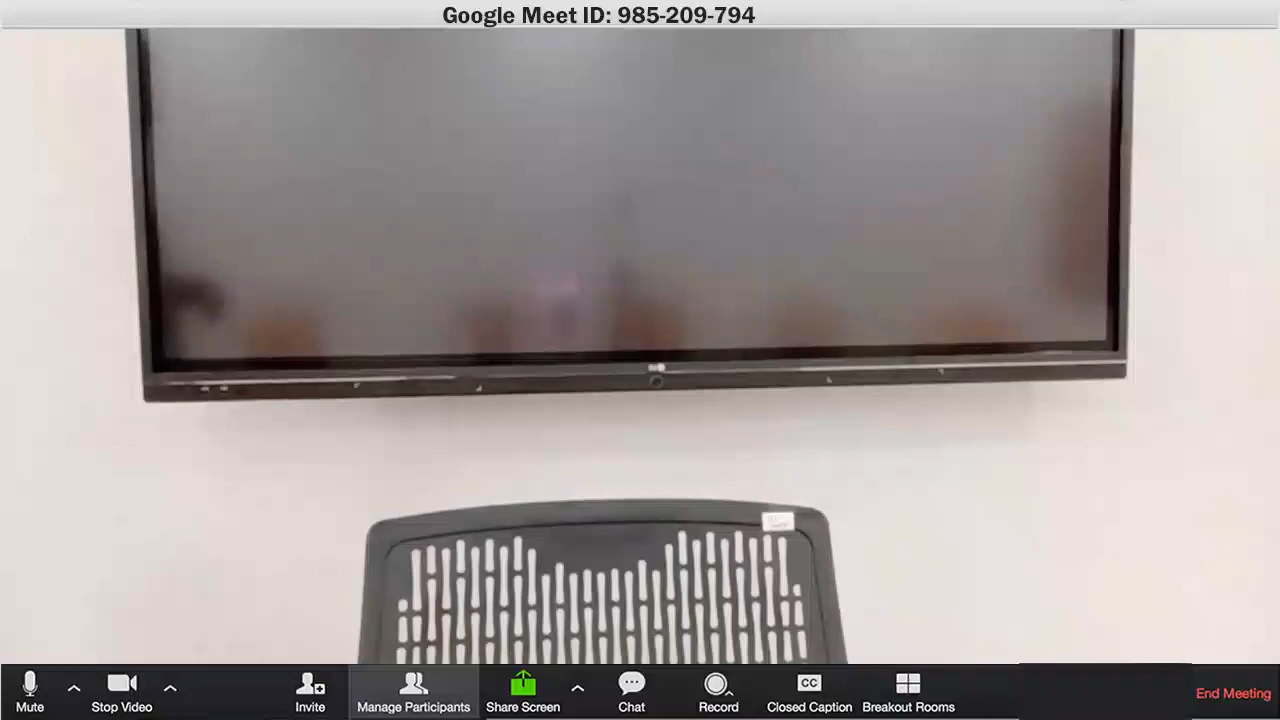 Google Meet ID: 985-209-794
Mute
Stop Video
Invite
Manage Participants
Share Screen
Chat
Record
CC
Closed Caption
Breakout Rooms
End Meeting